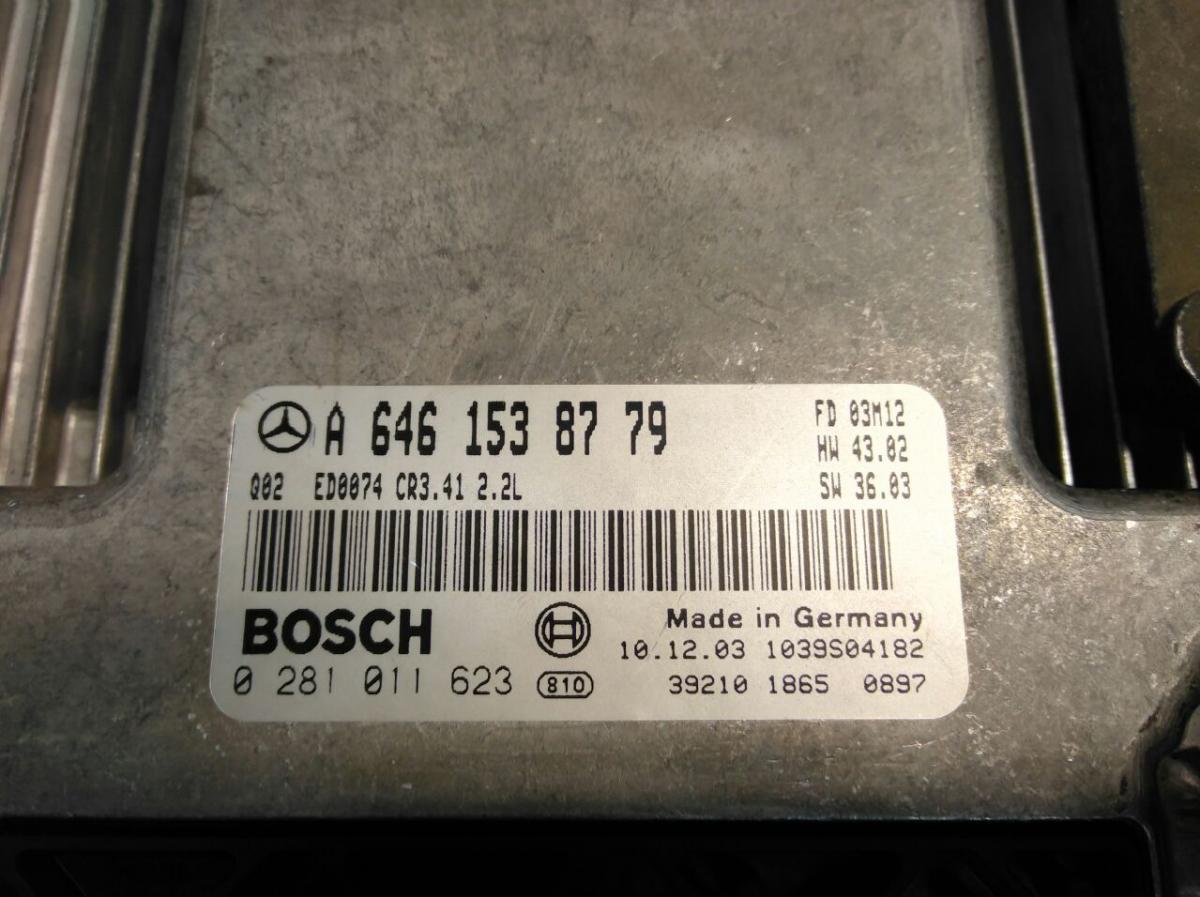 A 646 153 87 79
FD 03M12
HW 43.02
Q02 ED0074 CR3.41 2.2L
SW 36.03
BOSCH
Made in Germany
10.12.03 1039S04182
0 281 011 623
810
39210 1865 0897